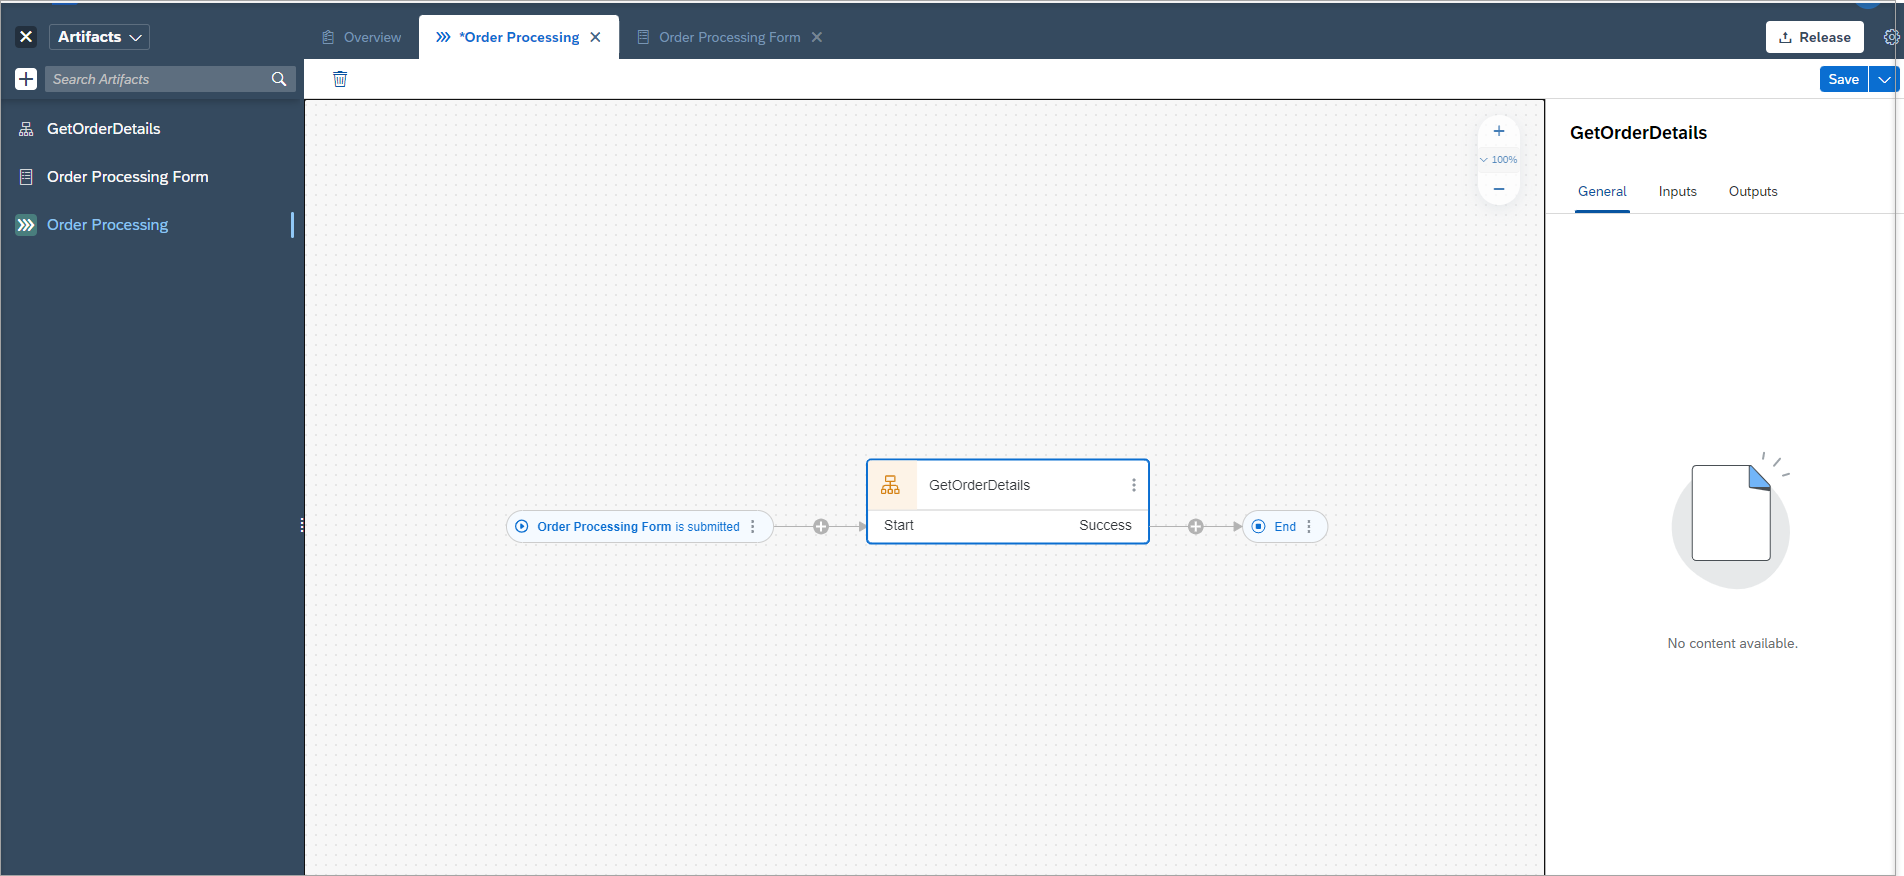 Artifacts
Overview
*Order Processing
Order Processing Form
Release
Search Artifacts
Save
GetOrderDetails
Order Processing Form
Order Processing
100%
GetOrderDetails
General
Inputs
Outputs
GetOrderDetails
Order Processing Form is submitted
Start
Success
End
No content available.